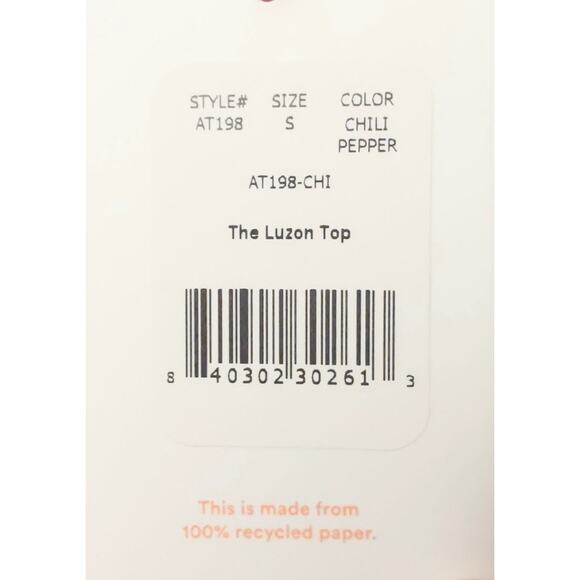 STYLE# SIZE COLOR
AT198 S CHILI
PEPPER
AT198-CHI
The Luzon Top
8 40302 30261 3
This is made from
100% recycled paper.